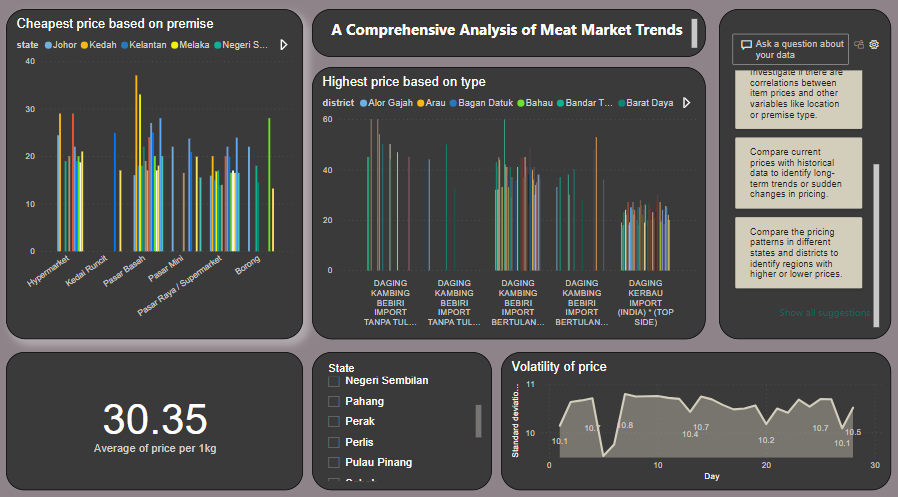 Cheapest price based on premise
state Johor Kedah Kelantan Melaka Negeri S...
40
30
20
10
0
Hypermarket
Kedai Runcit
Pasar Basah
Pasar Mini
Pasar Raya / Supermarket
Borong
A Comprehensive Analysis of Meat Market Trends
Highest price based on type
district Alor Gajah Arau Bagan Datuk Bahau Bandar T... Barat Daya
60
40
20
0
DAGING
KAMBING
BEBIRI
IMPORT
TANPA TUL...
DAGING
KAMBING
BEBIRI
IMPORT
TANPA TUL...
DAGING
KAMBING
BEBIRI
IMPORT
BERTULAN...
DAGING
KAMBING
BEBIRI
IMPORT
BERTULAN...
DAGING
KERBAU
IMPORT
(INDIA) * (TOP
SIDE)
Ask a question about
your data
Investigate if there are
correlations between
item prices and other
variables like location
or premise type.
Compare current
prices with historical
data to identify long-
term trends or sudden
changes in pricing.
Compare the pricing
patterns in different
states and districts to
identify regions with
higher or lower prices.
Show all suggestions
30.35
Average of price per 1kg
State
Negeri Sembilan
Pahang
Perak
Perlis
Pulau Pinang
Volatility of price
Standard deviatio...
11
10
10.1
10.7
10.8
10.4
10.7
10.2
10.7
10.1
10.5
0
10
20
30
Day